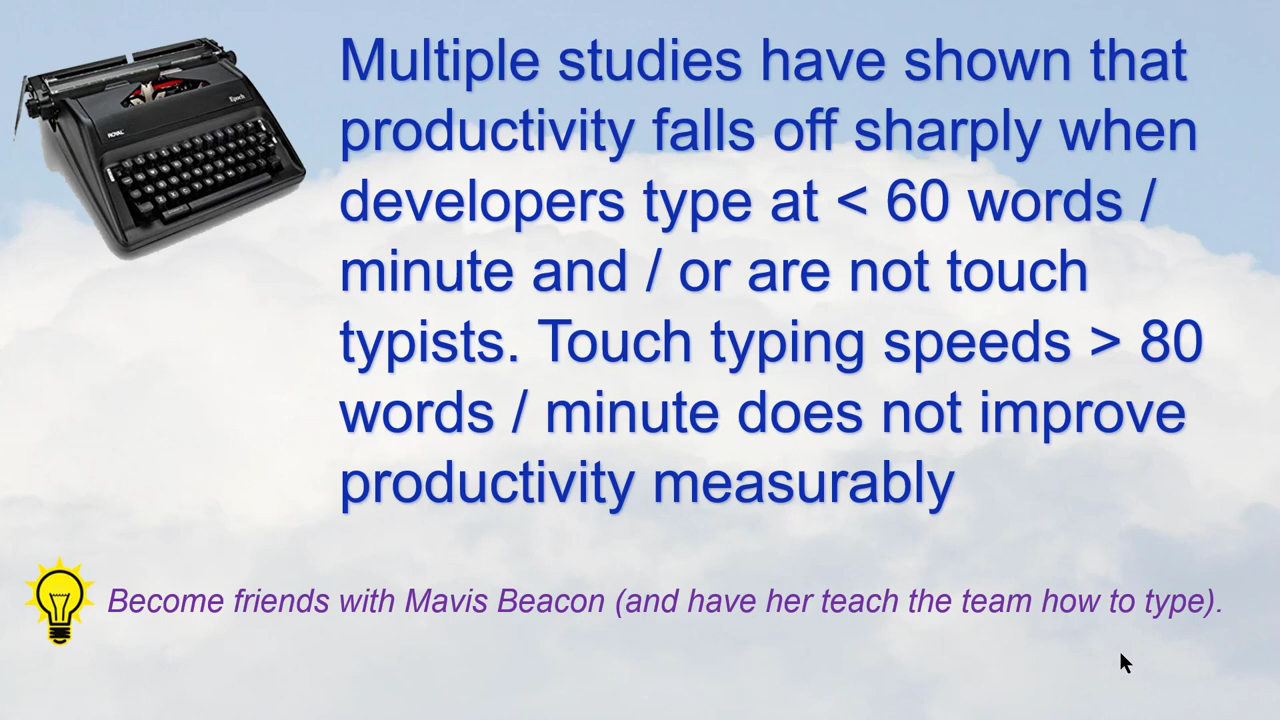 Multiple studies have shown that
productivity falls off sharply when
developers type at < 60 words /
minute and / or are not touch
typists. Touch typing speeds > 80
words / minute does not improve
productivity measurably
Become friends with Mavis Beacon (and have her teach the team how to type).
ROYAL
Epoch